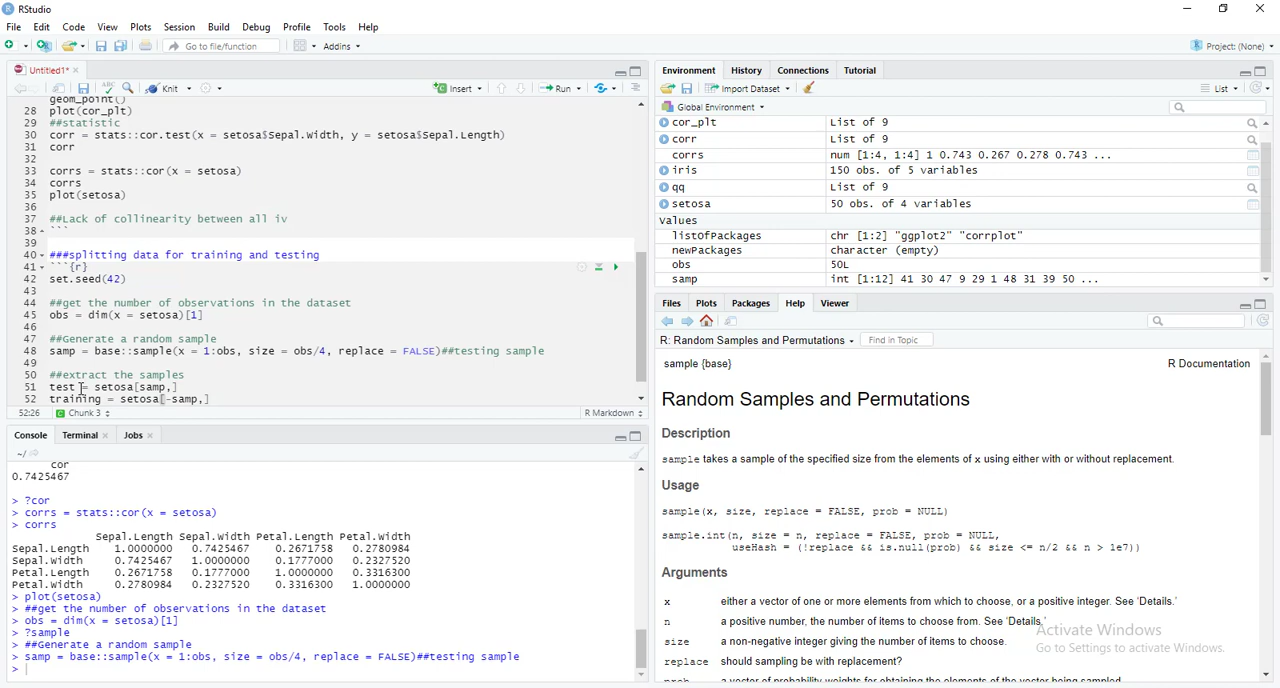 RStudio
File Edit Code View Plots Session Build Debug Profile Tools Help
Go to file/function Addins Project: (None)
Untitled1*
Knit Insert Run
geom_point()
28 plot(cor_plt)
29 ##statistic
30 corr = stats::cor.test(x = setosa$Sepal.Width, y = setosa$Sepal.Length)
31 corr
32
33 corrs = stats::cor(x = setosa)
34 corrs
35 plot(setosa)
36
37 ##Lack of collinearity between all iv
38 ```
39
40 ###splitting data for training and testing
41 ```{r}
42 set.seed(42)
43
44 ##get the number of observations in the dataset
45 obs = dim(x = setosa)[1]
46
47 ##Generate a random sample
48 samp = base::sample(x = 1:obs, size = obs/4, replace = FALSE)##testing sample
49
50 ##extract the samples
51 test = setosa[samp,]
52 training = setosa[-samp,]
52:26 Chunk 3 R Markdown
Console Terminal Jobs
~/
cor
0.7425467
> ?cor
> corrs = stats::cor(x = setosa)
> corrs
Sepal.Length Sepal.Width Petal.Length Petal.Width
Sepal.Length 1.0000000 0.7425467 0.2671758 0.2780984
Sepal.Width 0.7425467 1.0000000 0.1777000 0.2327520
Petal.Length 0.2671758 0.1777000 1.0000000 0.3316300
Petal.Width 0.2780984 0.2327520 0.3316300 1.0000000
> plot(setosa)
> ##get the number of observations in the dataset
> obs = dim(x = setosa)[1]
> ?sample
> ##Generate a random sample
> samp = base::sample(x = 1:obs, size = obs/4, replace = FALSE)##testing sample
>
Environment History Connections Tutorial
Import Dataset List
Global Environment
cor_plt List of 9
corr List of 9
corrs num [1:4, 1:4] 1 0.743 0.267 0.278 0.743 ...
iris 150 obs. of 5 variables
qq List of 9
setosa 50 obs. of 4 variables
values
listOfPackages chr [1:2] "ggplot2" "corrplot"
newPackages character (empty)
obs 50L
samp int [1:12] 41 30 47 9 29 1 48 31 39 50 ...
Files Plots Packages Help Viewer
R: Random Samples and Permutations Find in Topic
sample {base} R Documentation
Random Samples and Permutations
Description
sample takes a sample of the specified size from the elements of x using either with or without replacement.
Usage
sample(x, size, replace = FALSE, prob = NULL)
sample.int(n, size = n, replace = FALSE, prob = NULL,
useHash = (!replace && is.null(prob) && size <= n/2 && n > 1e7))
Arguments
x either a vector of one or more elements from which to choose, or a positive integer. See 'Details.'
n a positive number, the number of items to choose from. See 'Details.'
size a non-negative integer giving the number of items to choose.
replace should sampling be with replacement?
prob a vector of probability weights for obtaining the elements of the vector being sampled.
Activate Windows
Go to Settings to activate Windows.